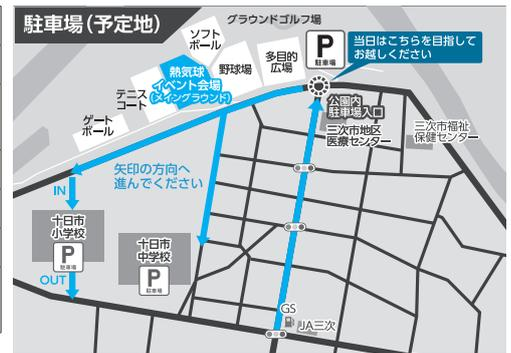 駐車場（予定地）
グラウンドゴルフ場
ソフト
ボール
P
駐車場
当日はこちらを目指して
お越しください
多目的
広場
野球場
熱気球
イベント会場
（メイングラウンド）
テニス
コート
ゲート
ボール
公園内
駐車場入口
三次市地区
医療センター
三次市福祉
保健センター
矢印の方向へ
進んでください
IN
十日市
小学校
P
駐車場
OUT
十日市
中学校
P
駐車場
GS
JA三次